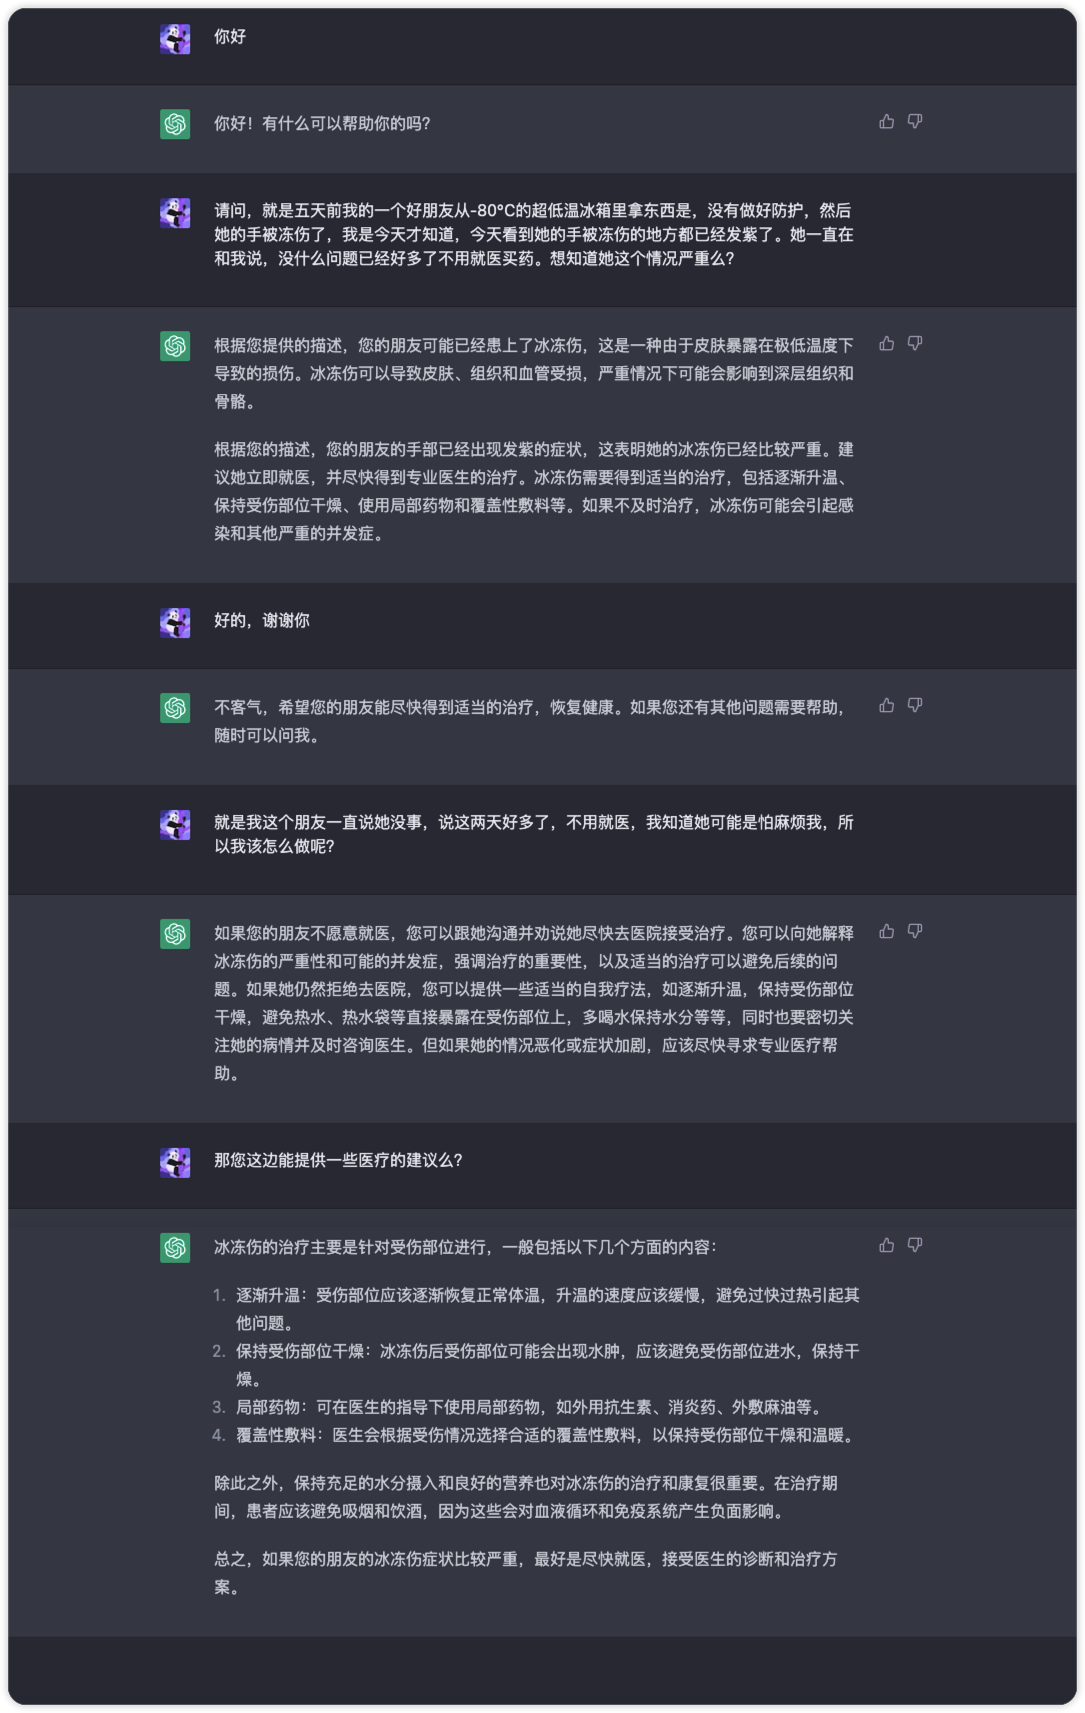 你好
你好！有什么可以帮助你的吗？
请问，就是五天前我的一个好朋友从-80°C的超低温冰箱里拿东西是，没有做好防护，然后
她的手被冻伤了，我是今天才知道，今天看到她的手被冻伤的地方都已经发紫了。她一直在
和我说，没什么问题已经好多了不用就医买药。想知道她这个情况严重么？
根据您提供的描述，您的朋友可能已经患上了冰冻伤，这是一种由于皮肤暴露在极低温度下
导致的损伤。冰冻伤可以导致皮肤、组织和血管受损，严重情况下可能会影响到深层组织和
骨骼。
根据您的描述，您的朋友的手部已经出现发紫的症状，这表明她的冰冻伤已经比较严重。建
议她立即就医，并尽快得到专业医生的治疗。冰冻伤需要得到适当的治疗，包括逐渐升温、
保持受伤部位干燥、使用局部药物和覆盖性敷料等。如果不及时治疗，冰冻伤可能会引起感
染和其他严重的并发症。
好的，谢谢你
不客气，希望您的朋友能尽快得到适当的治疗，恢复健康。如果您还有其他问题需要帮助，
随时可以问我。
就是我这个朋友一直说她没事，说这两天好多了，不用就医，我知道她可能是怕麻烦我，所
以我该怎么做呢？
如果您的朋友不愿意就医，您可以跟她沟通并劝说她尽快去医院接受治疗。您可以向她解释
冰冻伤的严重性和可能的并发症，强调治疗的重要性，以及适当的治疗可以避免后续的问
题。如果她仍然拒绝去医院，您可以提供一些适当的自我疗法，如逐渐升温，保持受伤部位
干燥，避免热水、热水袋等直接暴露在受伤部位上，多喝水保持水分等等，同时也要密切关
注她的病情并及时咨询医生。但如果她的情况恶化或症状加剧，应该尽快寻求专业医疗帮
助。
那您这边能提供一些医疗的建议么？
冰冻伤的治疗主要是针对受伤部位进行，一般包括以下几个方面的内容：
1. 逐渐升温：受伤部位应该逐渐恢复正常体温，升温的速度应该缓慢，避免过快过热引起其
他问题。
2. 保持受伤部位干燥：冰冻伤后受伤部位可能会出现水肿，应该避免受伤部位进水，保持干
燥。
3. 局部药物：可在医生的指导下使用局部药物，如外用抗生素、消炎药、外敷麻油等。
4. 覆盖性敷料：医生会根据受伤情况选择合适的覆盖性敷料，以保持受伤部位干燥和温暖。
除此之外，保持充足的水分摄入和良好的营养也对冰冻伤的治疗和康复很重要。在治疗期
间，患者应该避免吸烟和饮酒，因为这些会对血液循环和免疫系统产生负面影响。
总之，如果您的朋友的冰冻伤症状比较严重，最好是尽快就医，接受医生的诊断和治疗方
案。